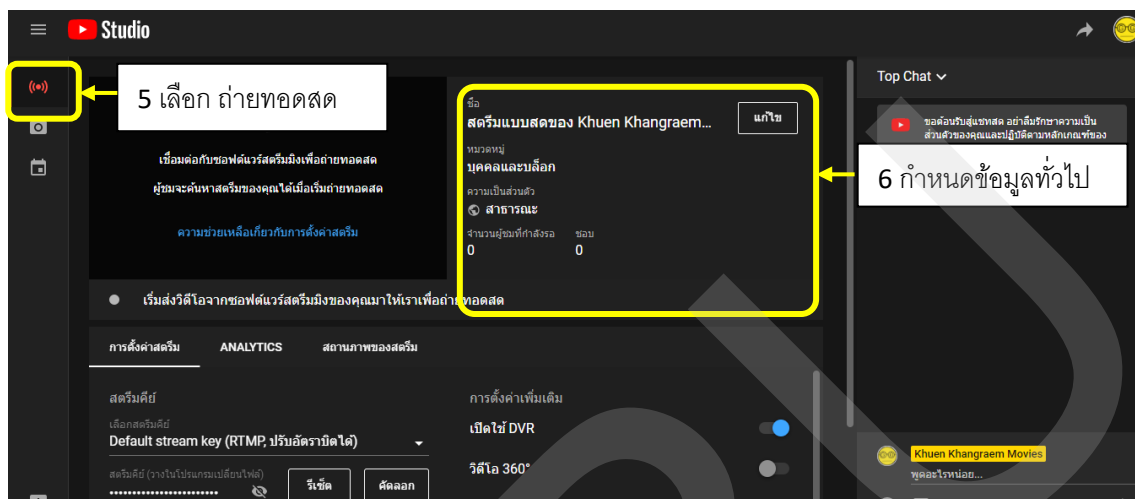 Studio
5 เลือก ถ่ายทอดสด
Top Chat
ชื่อ
สตรีมแบบสดของ Khuen Khangraem...
แก้ไข
ขอต้อนรับสู่แชทสด อย่าลืมรักษาความเป็น
ส่วนตัวของคุณและปฏิบัติตามหลักเกณฑ์ของ
เชื่อมต่อกับซอฟต์แวร์สตรีมมิงเพื่อถ่ายทอดสด
ผู้ชมจะค้นหาสตรีมของคุณได้เมื่อเริ่มถ่ายทอดสด
ความช่วยเหลือเกี่ยวกับการตั้งค่าสตรีม
หมวดหมู่
บุคคลและบล็อก
ความเป็นส่วนตัว
สาธารณะ
จำนวนผู้ชมที่กำลังรอ ชอบ
0 0
6 กำหนดข้อมูลทั่วไป
เริ่มส่งวิดีโอจากซอฟต์แวร์สตรีมมิงของคุณมาให้เราเพื่อถ่ายทอดสด
การตั้งค่าสตรีม ANALYTICS สถานภาพของสตรีม
สตรีมคีย์
เลือกสตรีมคีย์
Default stream key (RTMP, ปรับอัตราบิตได้)
สตรีมคีย์ (วางในโปรแกรมเปลี่ยนไฟล์)
••••••••••••••••••••••••
รีเซ็ต คัดลอก
การตั้งค่าเพิ่มเติม
เปิดใช้ DVR
วิดีโอ 360°
Khuen Khangraem Movies
พูดอะไรหน่อย...